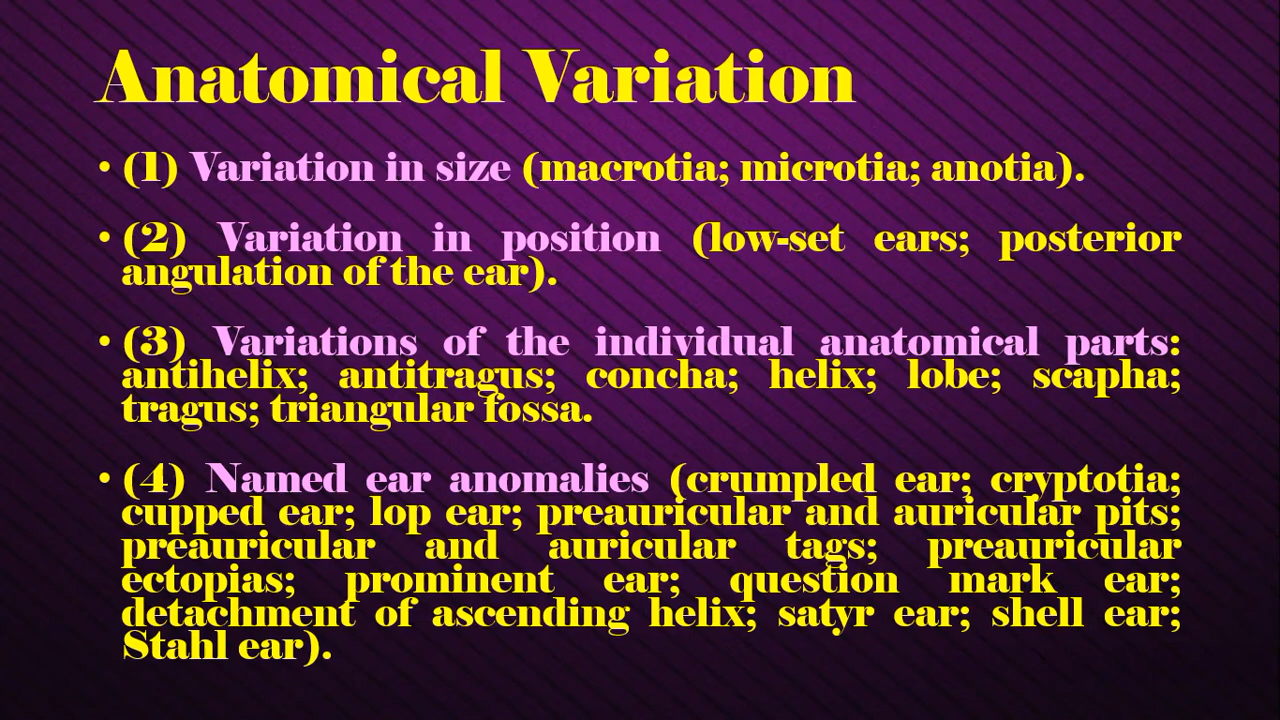 Anatomical Variation
• (1) Variation in size (macrotia; microtia; anotia).
• (2) Variation in position (low-set ears; posterior
angulation of the ear).
• (3) Variations of the individual anatomical parts:
antihelix; antitragus; concha; helix; lobe; scapha;
tragus; triangular fossa.
• (4) Named ear anomalies (crumpled ear; cryptotia;
cupped ear; lop ear; preauricular and auricular pits;
preauricular and auricular tags; preauricular
ectopias; prominent ear; question mark ear;
detachment of ascending helix; satyr ear; shell ear;
Stahl ear).